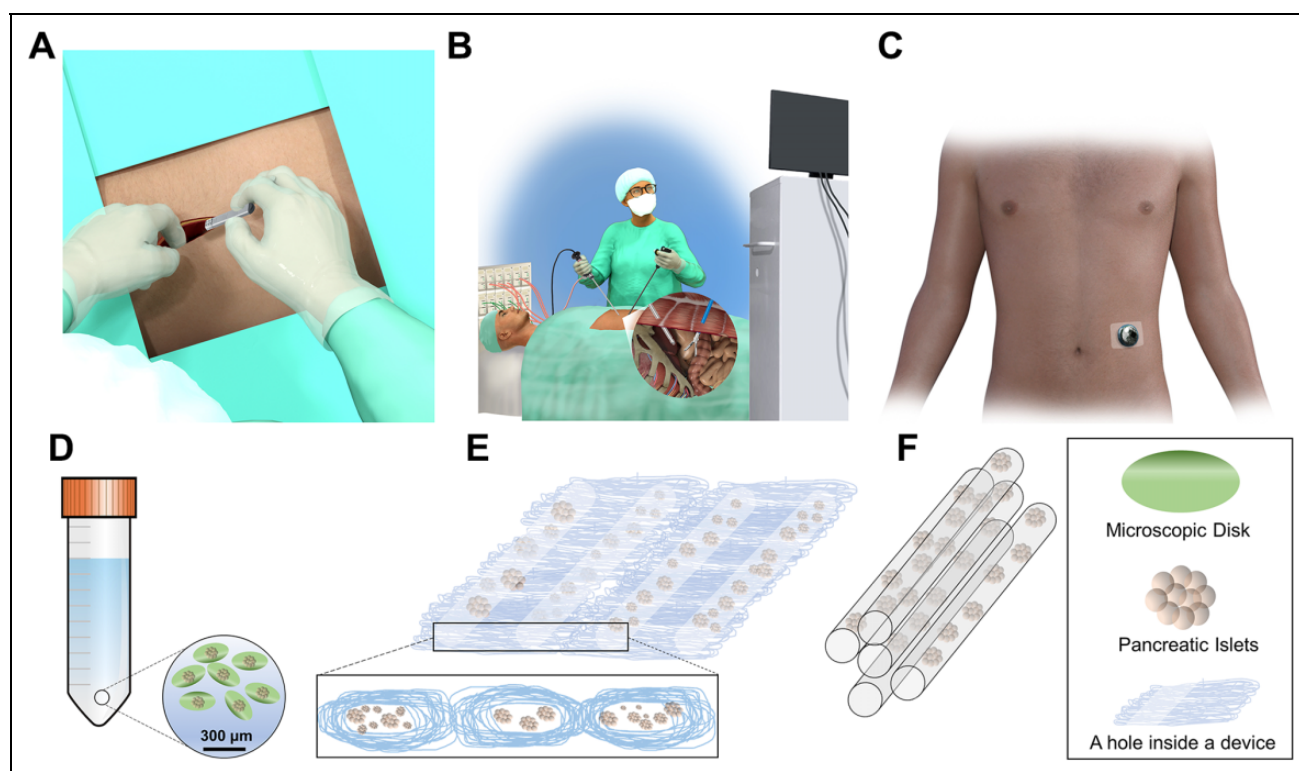 A
B
C
D
E
F
300 µm
Microscopic Disk
Pancreatic Islets
A hole inside a device